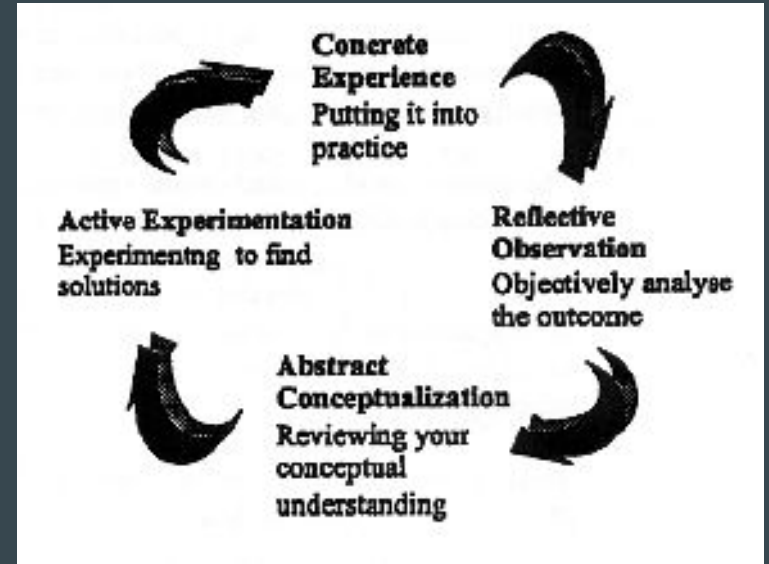 Concrete
Experience
Putting it into
practice
Reflective
Observation
Objectively analyse
the outcome
Abstract
Conceptualization
Reviewing your
conceptual
understanding
Active Experimentation
Experimentng to find
solutions